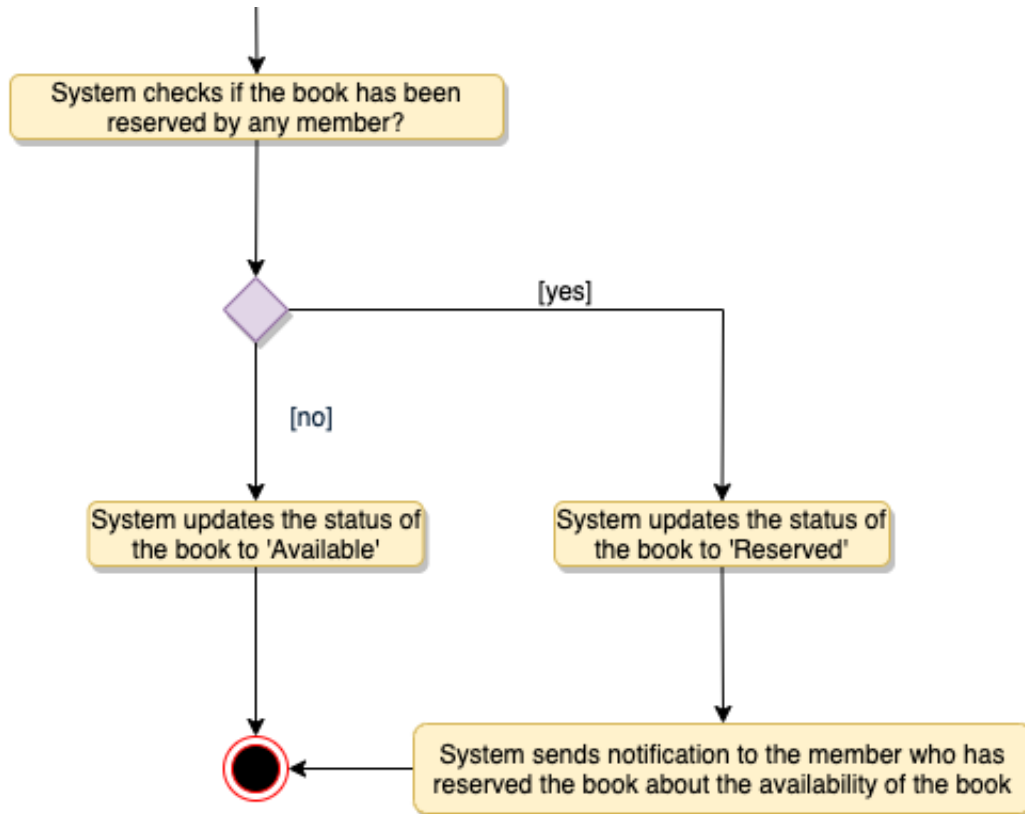 System checks if the book has been
reserved by any member?
[yes]
[no]
System updates the status of
the book to 'Available'
System updates the status of
the book to 'Reserved'
System sends notification to the member who has
reserved the book about the availability of the book